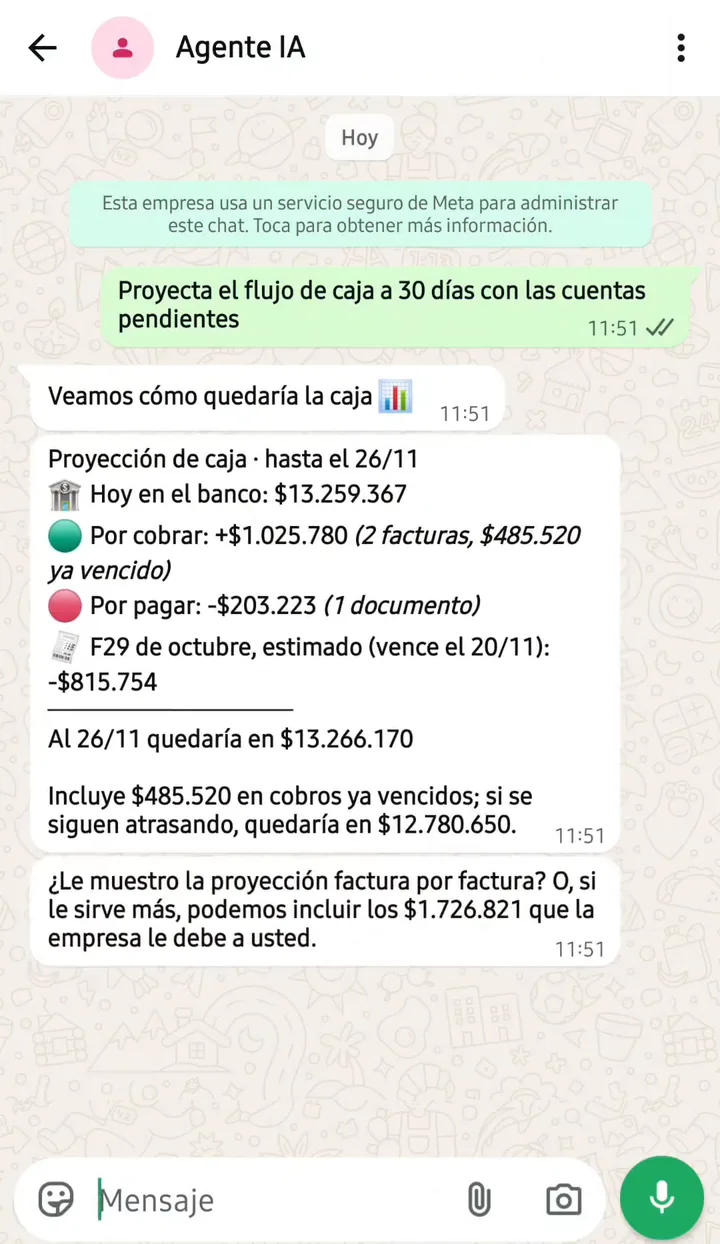 Agente IA
Hoy
Esta empresa usa un servicio seguro de Meta para administrar
este chat. Toca para obtener más información.
Proyecta el flujo de caja a 30 días con las cuentas
pendientes
11:51
Veamos cómo quedaría la caja
11:51
Proyección de caja · hasta el 26/11
Hoy en el banco: $13.259.367
Por cobrar: +$1.025.780 (2 facturas, $485.520
ya vencido)
Por pagar: -$203.223 (1 documento)
F29 de octubre, estimado (vence el 20/11):
-$815.754
Al 26/11 quedaría en $13.266.170
Incluye $485.520 en cobros ya vencidos; si se
siguen atrasando, quedaría en $12.780.650.
11:51
¿Le muestro la proyección factura por factura? O, si
le sirve más, podemos incluir los $1.726.821 que la
empresa le debe a usted.
11:51
Mensaje